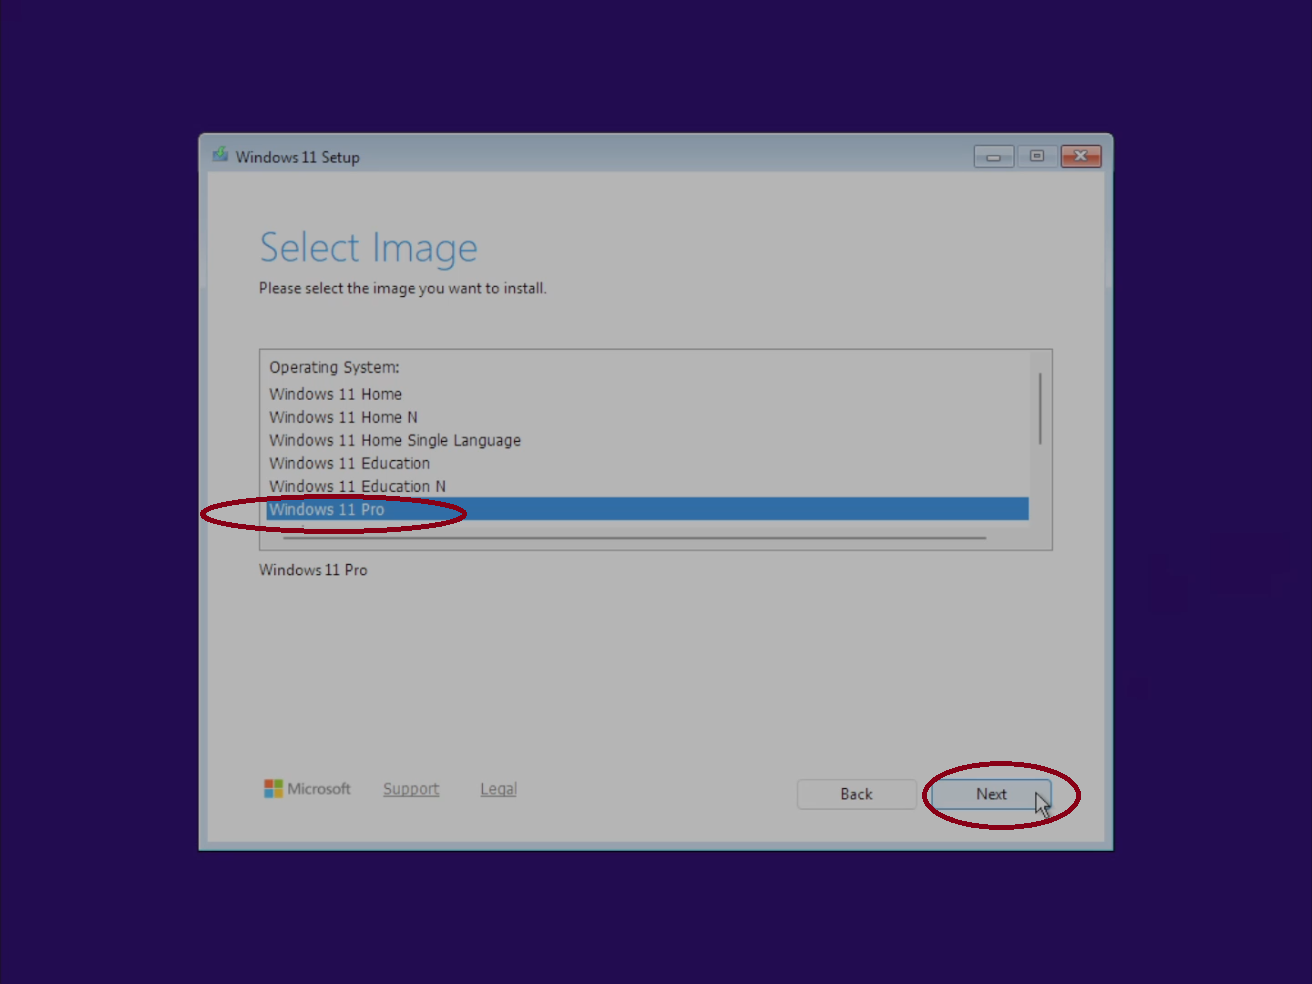 Windows 11 Setup
Select Image
Please select the image you want to install.
Operating System:
Windows 11 Home
Windows 11 Home N
Windows 11 Home Single Language
Windows 11 Education
Windows 11 Education N
Windows 11 Pro
Windows 11 Pro
Microsoft Support Legal Back Next